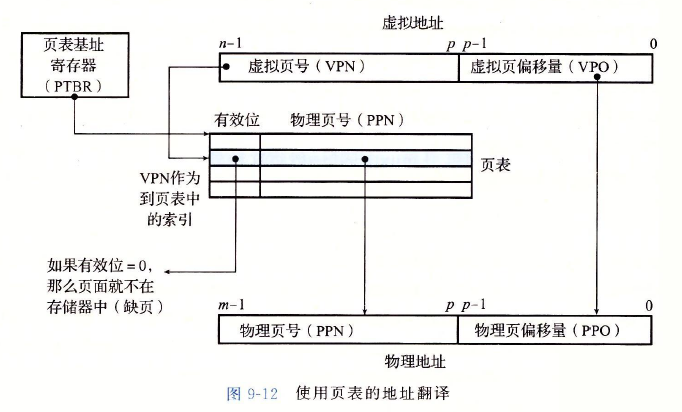 虚拟地址
页表基址
寄存器
（PTBR）
n-1 p p-1 0
虚拟页号（VPN） 虚拟页偏移量（VPO）
有效位 物理页号（PPN）
页表
VPN作为
到页表中
的索引
如果有效位=0，
那么页面就不在
存储器中（缺页）
m-1 p p-1 0
物理页号（PPN） 物理页偏移量（PPO）
物理地址
图 9-12 使用页表的地址翻译